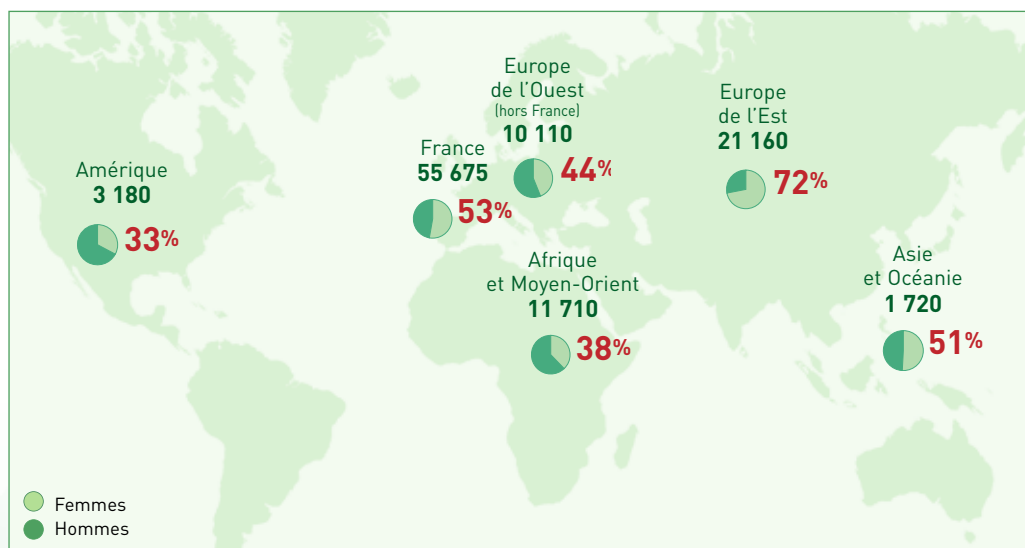 Europe
de l’Ouest
(hors France)
10 110
44%
Europe
de l’Est
21 160
72%
France
55 675
53%
Amérique
3 180
33%
Afrique
et Moyen-Orient
11 710
38%
Asie
et Océanie
1 720
51%
Femmes
Hommes